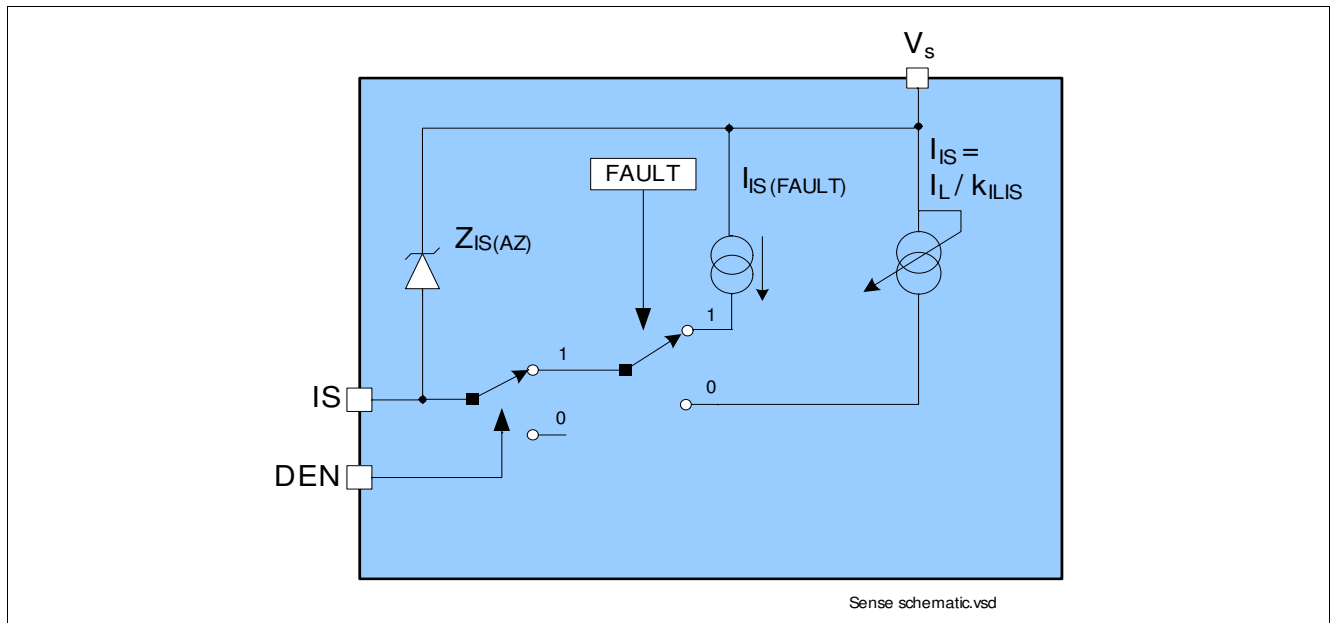 Vs
IIS =
IL / kILIS
FAULT
IIS(FAULT)
ZIS(AZ)
1
1
0
IS
0
DEN
Sense schematic.vsd